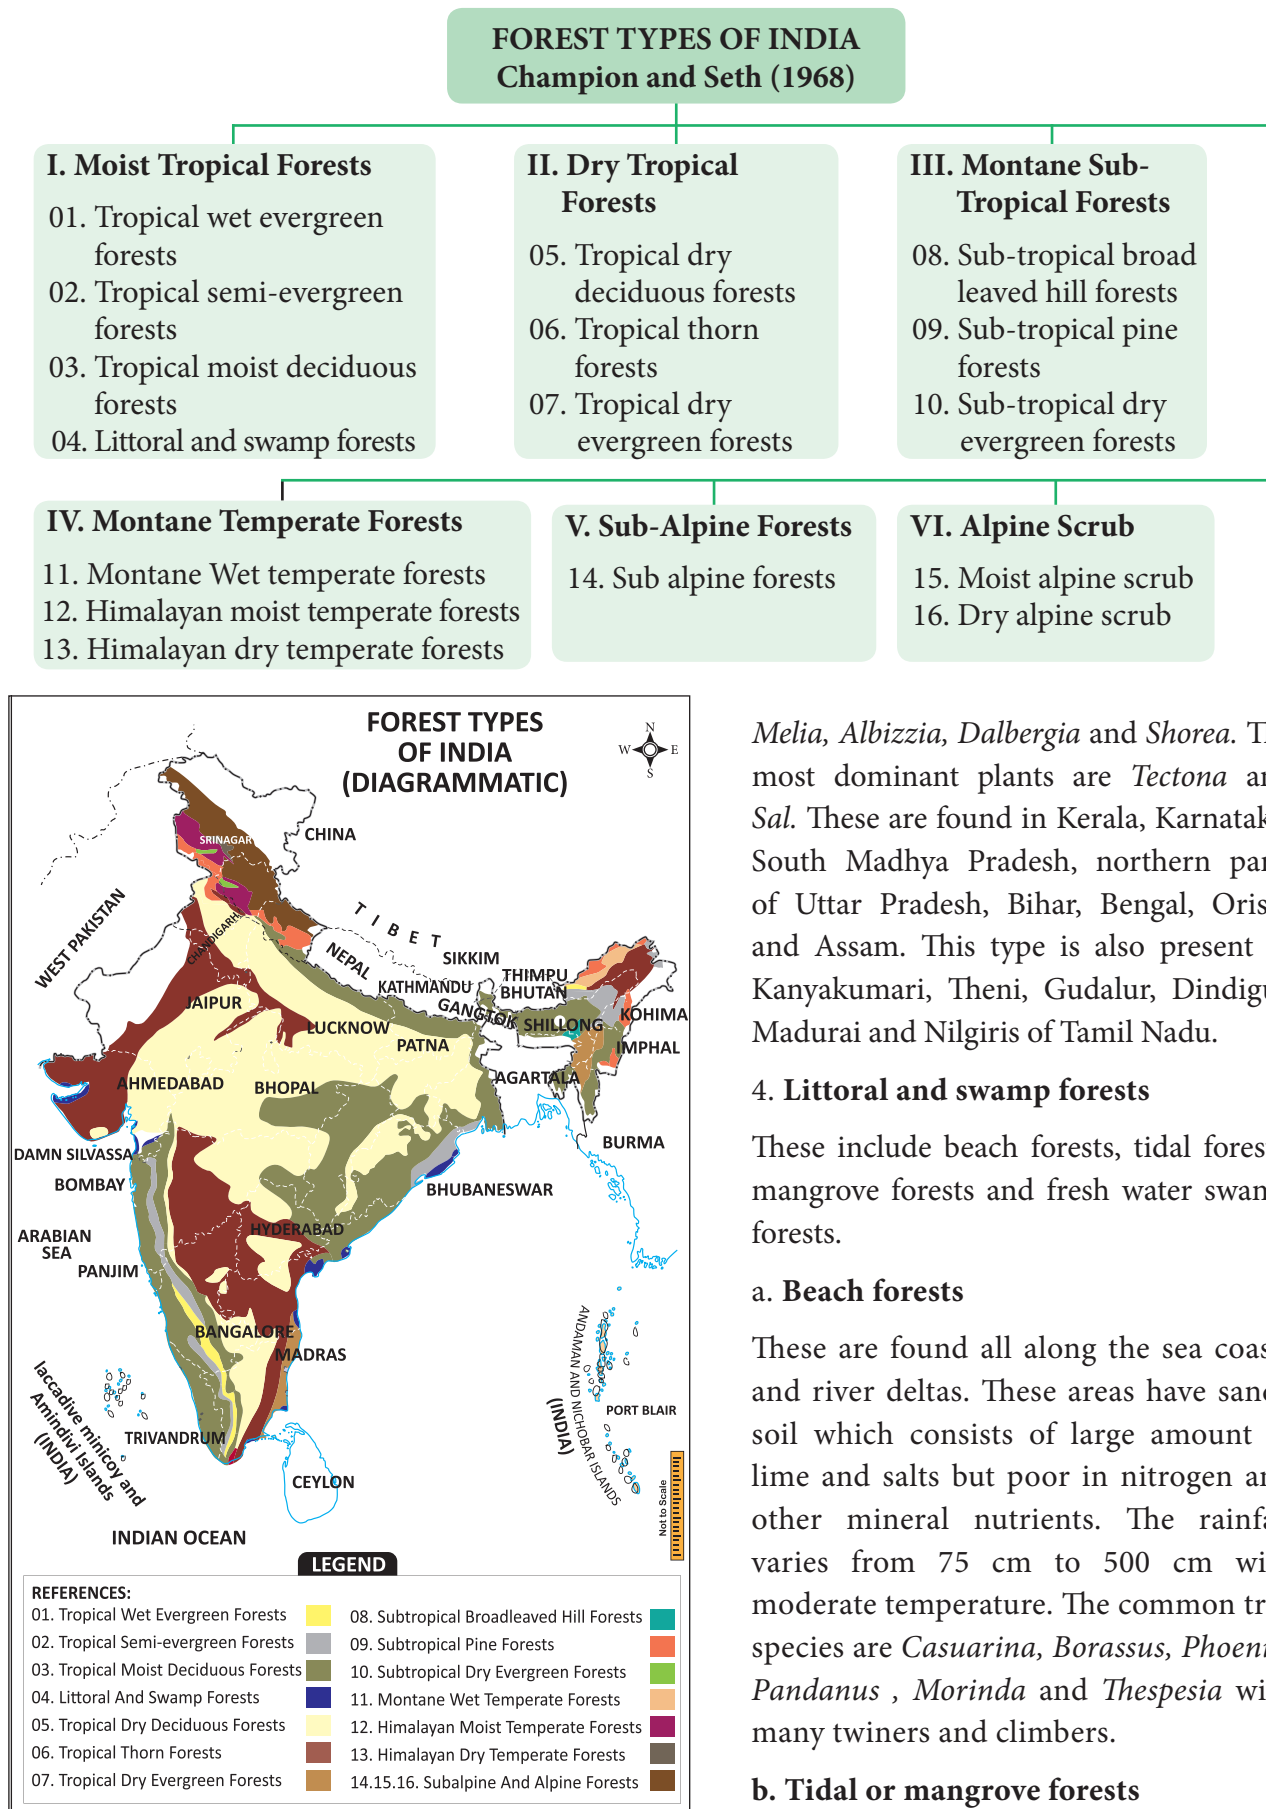 FOREST TYPES OF INDIA
Champion and Seth (1968)
I. Moist Tropical Forests
01. Tropical wet evergreen
forests
02. Tropical semi-evergreen
forests
03. Tropical moist deciduous
forests
04. Littoral and swamp forests
II. Dry Tropical
Forests
05. Tropical dry
deciduous forests
06. Tropical thorn
forests
07. Tropical dry
evergreen forests
III. Montane Sub-
Tropical Forests
08. Sub-tropical broad
leaved hill forests
09. Sub-tropical pine
forests
10. Sub-tropical dry
evergreen forests
IV. Montane Temperate Forests
11. Montane Wet temperate forests
12. Himalayan moist temperate forests
13. Himalayan dry temperate forests
V. Sub-Alpine Forests
14. Sub alpine forests
VI. Alpine Scrub
15. Moist alpine scrub
16. Dry alpine scrub
FOREST TYPES
OF INDIA
(DIAGRAMMATIC)
N
W
E
S
SRINAGAR
CHINA
WEST PAKISTAN
CHANDIGARH
TIBET
NEPAL
SIKKIM
KATHMANDU
THIMPU
BHUTAN
GANGTOK
JAIPUR
LUCKNOW
SHILLONG
KOHIMA
PATNA
IMPHAL
AHMEDABAD
BHOPAL
AGARTALA
BURMA
DAMN SILVASSA
BOMBAY
BHUBANESWAR
ARABIAN
SEA
HYDERABAD
PANJIM
BANGALORE
MADRAS
laccadive minicoy and
Amindivi Islands
(INDIA)
TRIVANDRUM
CEYLON
ANDAMAN AND NICHOBAR ISLANDS
(INDIA)
PORT BLAIR
Not to Scale
INDIAN OCEAN
LEGEND
REFERENCES:
01. Tropical Wet Evergreen Forests
02. Tropical Semi-evergreen Forests
03. Tropical Moist Deciduous Forests
04. Littoral And Swamp Forests
05. Tropical Dry Deciduous Forests
06. Tropical Thorn Forests
07. Tropical Dry Evergreen Forests
08. Subtropical Broadleaved Hill Forests
09. Subtropical Pine Forests
10. Subtropical Dry Evergreen Forests
11. Montane Wet Temperate Forests
12. Himalayan Moist Temperate Forests
13. Himalayan Dry Temperate Forests
14.15.16. Subalpine And Alpine Forests
Melia, Albizzia, Dalbergia and Shorea.
most dominant plants are Tectona
Sal. These are found in Kerala,
South Madhya Pradesh, northern
of Uttar Pradesh, Bihar, Bengal,
and Assam. This type is also present
Kanyakumari, Theni, Gudalur,
Madurai and Nilgiris of Tamil Nadu.
4. Littoral and swamp forests
These include beach forests, tidal
mangrove forests and fresh water
forests.
a. Beach forests
These are found all along the sea
and river deltas. These areas have
soil which consists of large amount
lime and salts but poor in nitrogen
other mineral nutrients. The
varies from 75 cm to 500 cm
moderate temperature. The common
species are Casuarina, Borassus,
Pandanus , Morinda and Thespesia
many twiners and climbers.
b. Tidal or mangrove forests